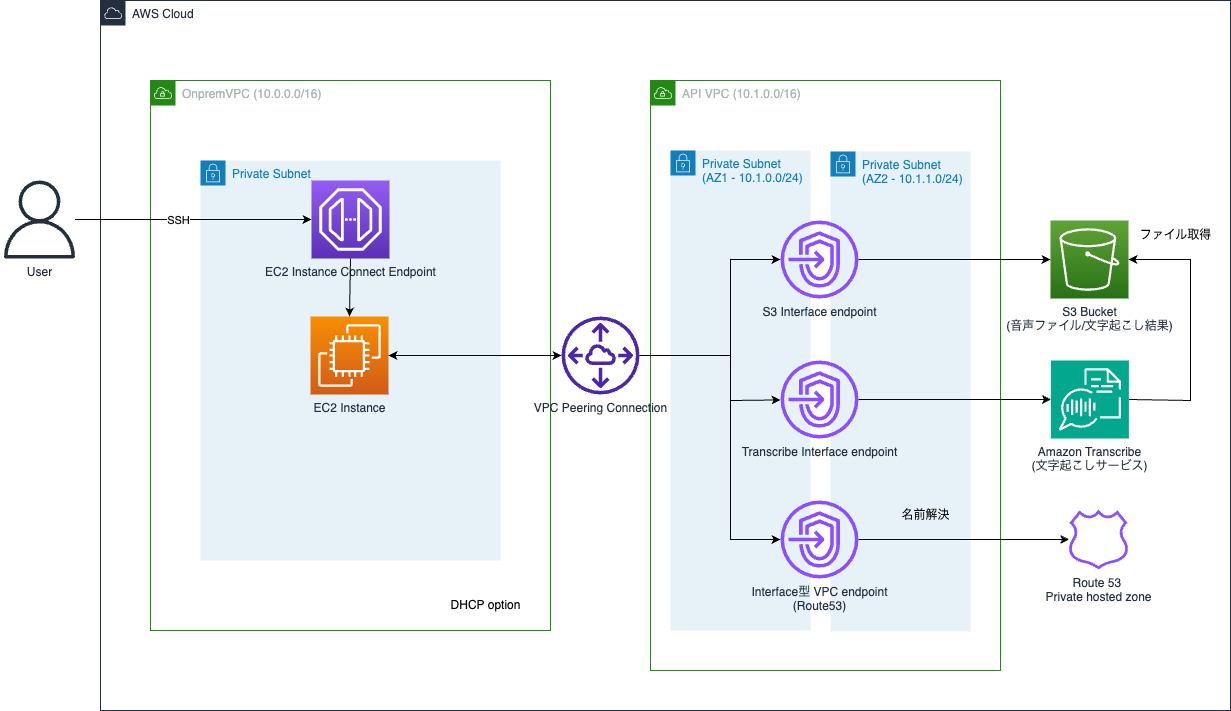 AWS Cloud
OnpremVPC (10.0.0.0/16)
Private Subnet
User
SSH
EC2 Instance Connect Endpoint
EC2 Instance
DHCP option
VPC Peering Connection
API VPC (10.1.0.0/16)
Private Subnet
(AZ1 - 10.1.0.0/24)
Private Subnet
(AZ2 - 10.1.1.0/24)
S3 Interface endpoint
Transcribe Interface endpoint
Interface型 VPC endpoint
(Route53)
名前解決
ファイル取得
S3 Bucket
(音声ファイル/文字起こし結果)
Amazon Transcribe
(文字起こしサービス)
Route 53
Private hosted zone